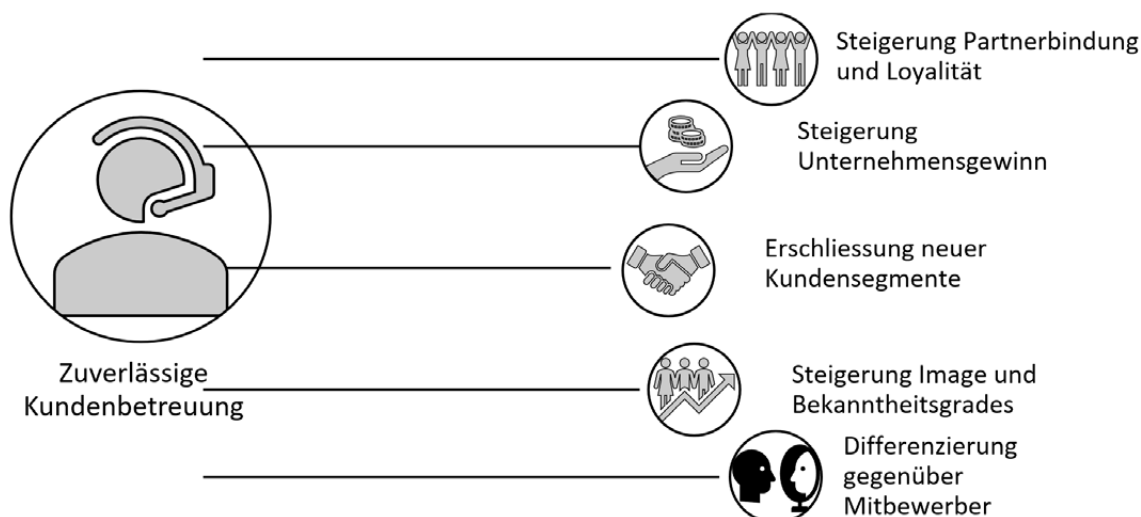 Steigerung Partnerbindung
und Loyalität
Steigerung
Unternehmensgewinn
Erschliessung neuer
Kundensegmente
Zuverlässige
Kundenbetreuung
Steigerung Image und
Bekanntheitsgrades
Differenzierung
gegenüber
Mitbewerber